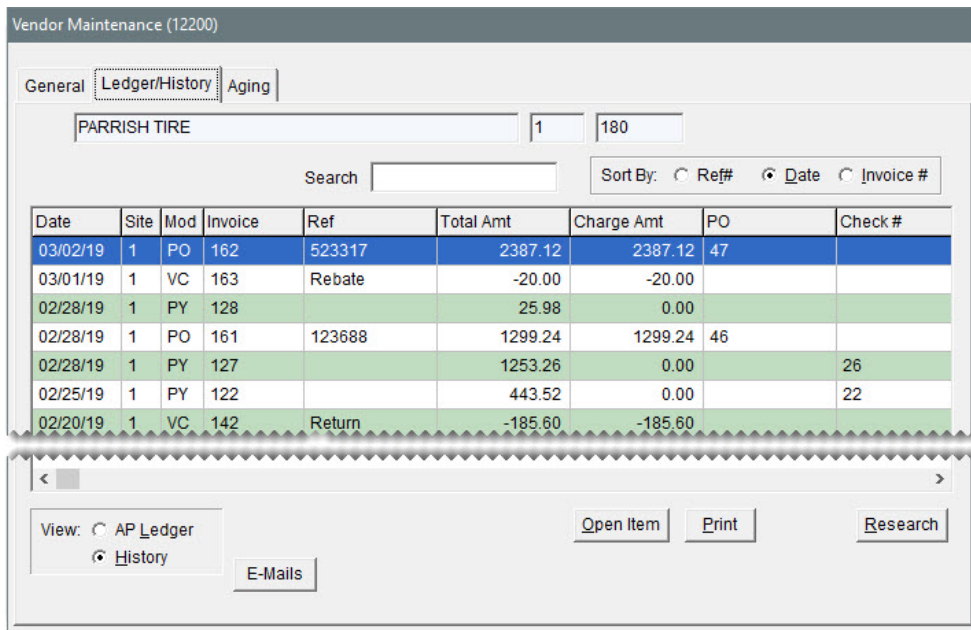 Vendor Maintenance (12200)
General Ledger/History Aging
PARRISH TIRE 1 180
Search Sort By: Ref# Date Invoice #
Date Site Mod Invoice Ref Total Amt Charge Amt PO Check #
03/02/19 1 PO 162 523317 2387.12 2387.12 47
03/01/19 1 VC 163 Rebate -20.00 -20.00
02/28/19 1 PY 128 25.98 0.00
02/28/19 1 PO 161 123688 1299.24 1299.24 46
02/28/19 1 PY 127 1253.26 0.00 26
02/25/19 1 PY 122 443.52 0.00 22
02/20/19 1 VC 142 Return -185.60 -185.60
View: AP Ledger Open Item Print Research
History
E-Mails